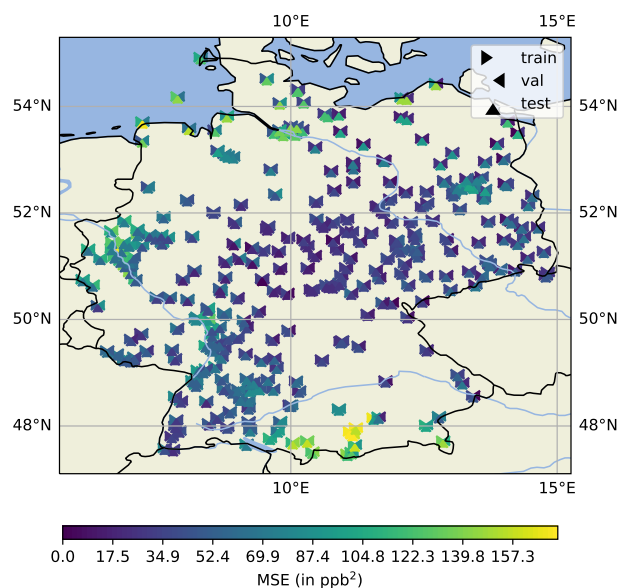 10°E 15°E
train
val
test
54°N 54°N
52°N 52°N
50°N 50°N
48°N 48°N
10°E 15°E
0.0 17.5 34.9 52.4 69.9 87.4 104.8 122.3 139.8 157.3
MSE (in ppb²)